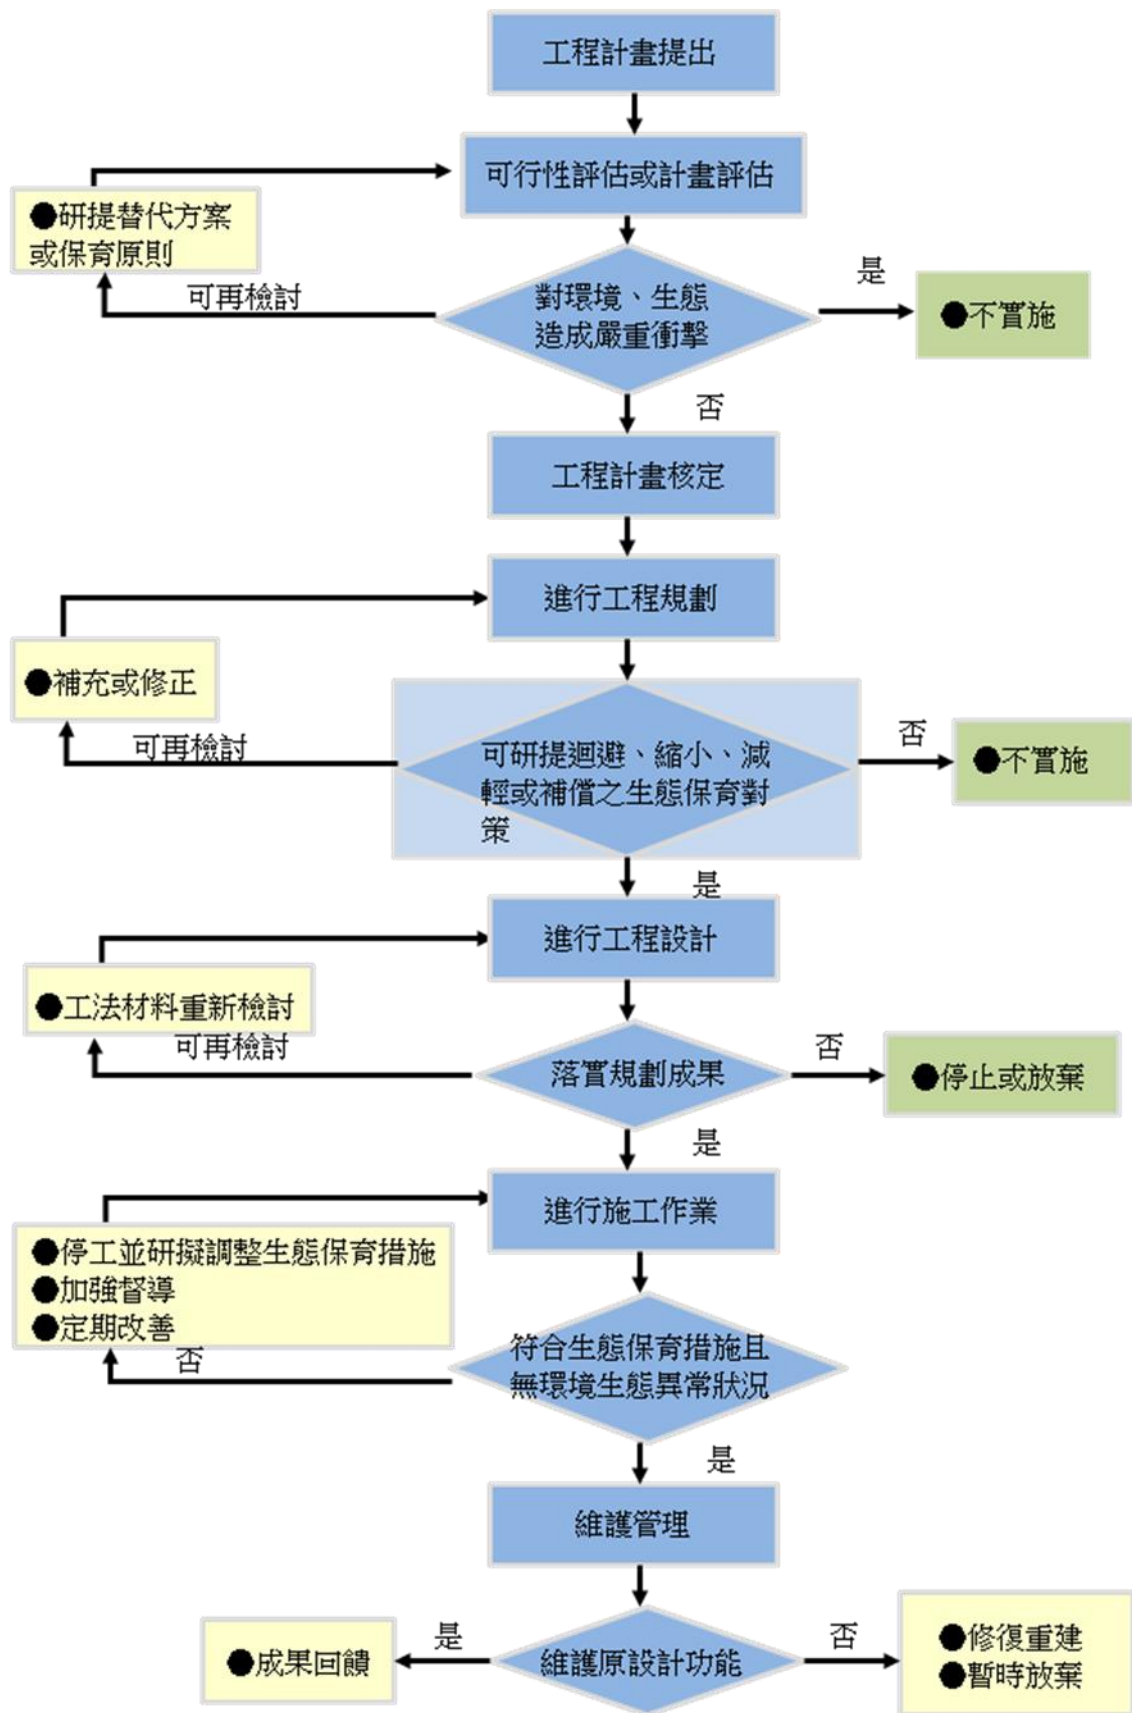 工程計畫提出
可行性評估或計畫評估
●研提替代方案
或保育原則
可再檢討
對環境、生態
造成嚴重衝擊
是
●不實施
否
工程計畫核定
進行工程規劃
●補充或修正
可再檢討
可研提迴避、縮小、減
輕或補償之生態保育對
策
否
●不實施
是
進行工程設計
●工法材料重新檢討
可再檢討
落實規劃成果
否
●停止或放棄
是
進行施工作業
●停工並研擬調整生態保育措施
●加強督導
●定期改善
否
符合生態保育措施且
無環境生態異常狀況
是
維護管理
●成果回饋
是
維護原設計功能
否
●修復重建
●暫時放棄